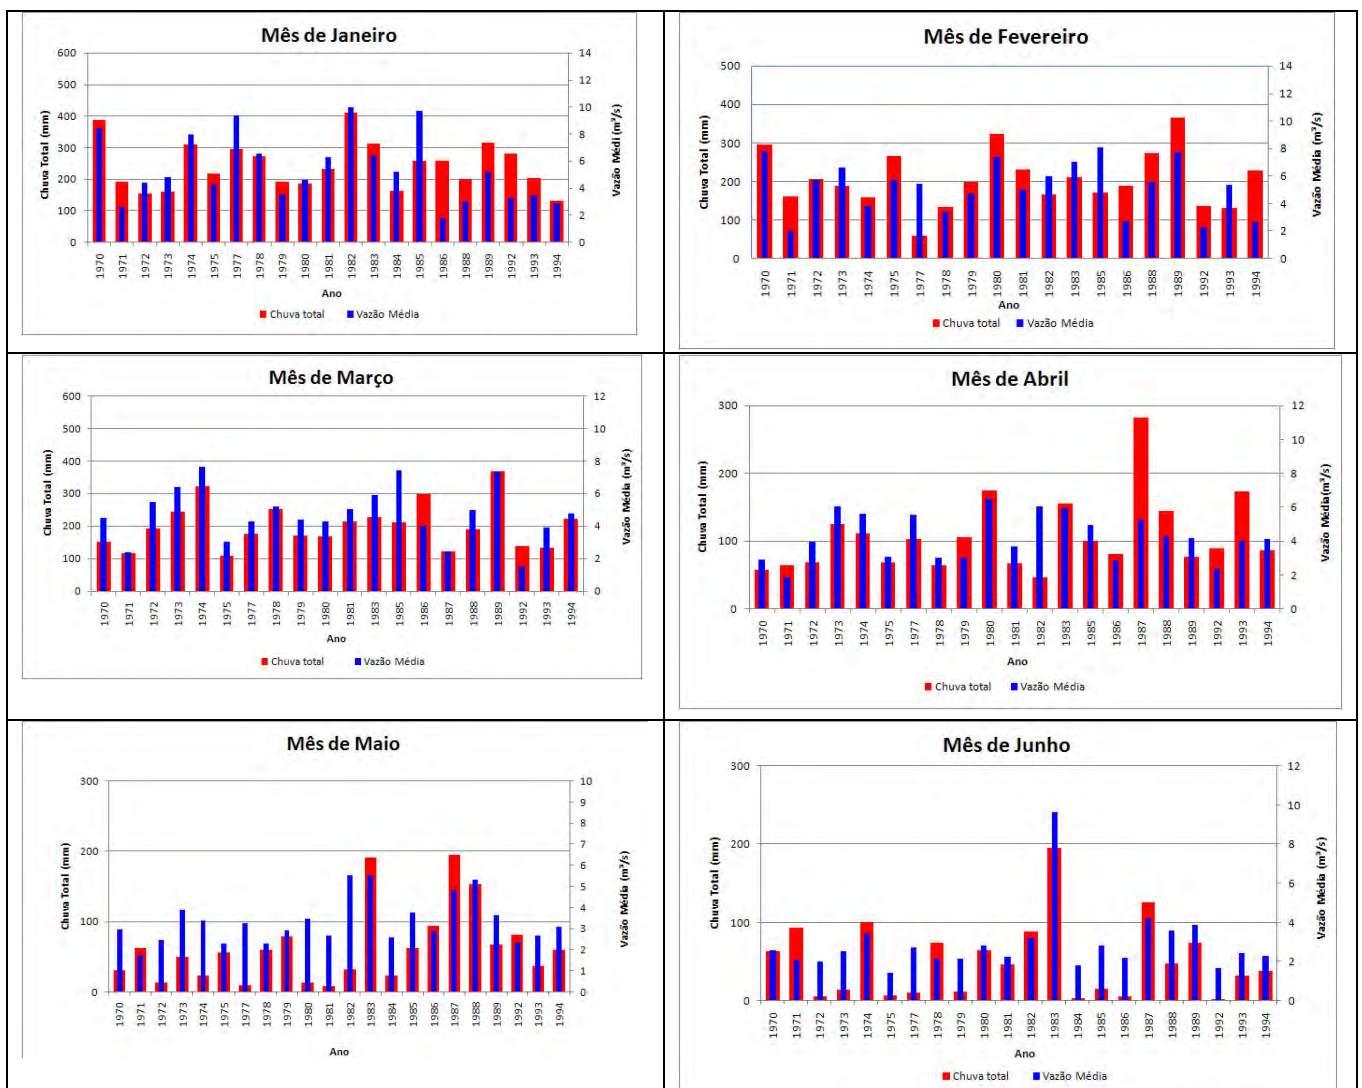 Mês de Janeiro
600
500
400
300
200
100
0
Chuva Total (mm)
14
12
10
8
6
4
2
0
Vazão Médi (m³/s)
1970 1971 1972 1973 1974 1975 1977 1978 1979 1980 1981 1982 1983 1984 1985 1986 1988 1989 1992 1993 1994
Ano
Chuva total Vazão Média
Mês de Fevereiro
500
400
300
200
100
0
Chuva Total (mm)
14
12
10
8
6
4
2
0
Vazão Média (m³/s)
1970 1971 1972 1973 1974 1975 1977 1978 1979 1980 1981 1982 1983 1985 1986 1988 1989 1992 1993 1994
Ano
Chuva total Vazão Média
Mês de Março
600
500
400
300
200
100
0
Chuva Total (mm)
12
10
8
6
4
2
0
Vazão Média (m³/s)
1970 1971 1972 1973 1974 1975 1977 1978 1979 1980 1981 1983 1985 1986 1987 1988 1989 1992 1993 1994
Ano
Chuva total Vazão Média
Mês de Abril
300
200
100
0
Chuva Total (mm)
12
10
8
6
4
2
0
Vazão Média(m³/s)
1970 1971 1972 1973 1974 1975 1977 1978 1979 1980 1981 1982 1983 1985 1986 1987 1988 1989 1992 1993 1994
Ano
Chuva total Vazão Média
Mês de Maio
300
200
100
0
Chuva Total (mm)
10
9
8
7
6
5
4
3
2
1
0
Vazão Média (m³/s)
1970 1971 1972 1973 1974 1975 1977 1978 1979 1980 1981 1982 1983 1984 1985 1986 1987 1988 1989 1992 1993 1994
Ano
Mês de Junho
300
200
100
0
Chuva Total (mm)
12
10
8
6
4
2
0
Vazão Média (m³/s)
1970 1971 1972 1973 1974 1975 1977 1978 1979 1980 1981 1982 1983 1984 1985 1986 1987 1988 1989 1992 1993 1994
Ano
Chuva total Vazão Média